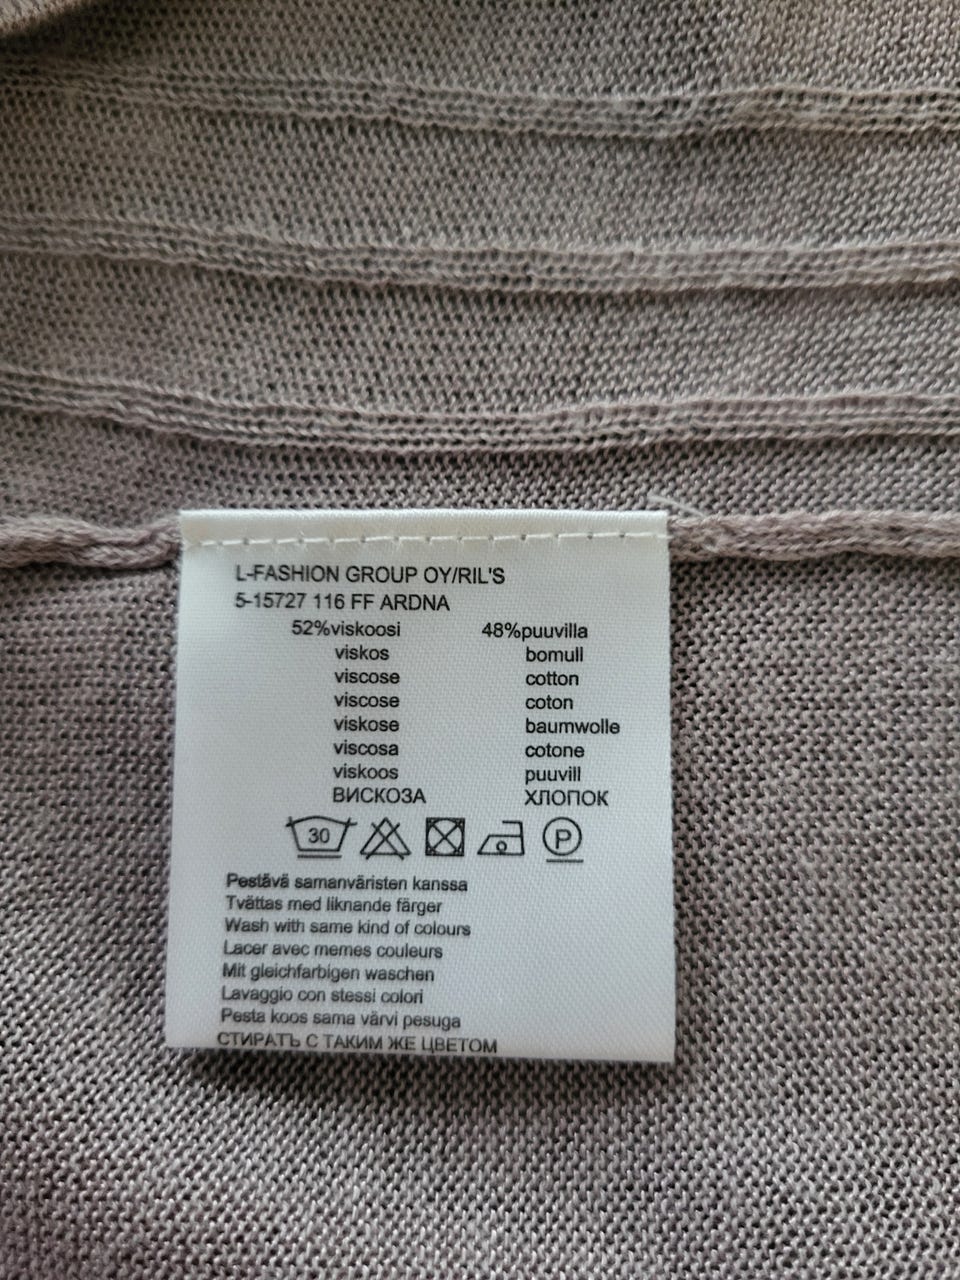 L-FASHION GROUP OY/RIL'S
5-15727 116 FF ARDNA
52%viskoosi 48%puuvilla
viskos bomull
viscose cotton
viscose coton
viskose baumwolle
viscosa cotone
viskoos puuvill
ВИСКОЗА ХЛОПОК
30 P
Pestävä samanväristen kanssa
Tvättas med liknande färger
Wash with same kind of colours
Lacer avec memes couleurs
Mit gleichfarbigen waschen
Lavaggio con stessi colori
Pesta koos sama värvi pesuga
СТИРАТЬ С ТАКИМ ЖЕ ЦВЕТОМ